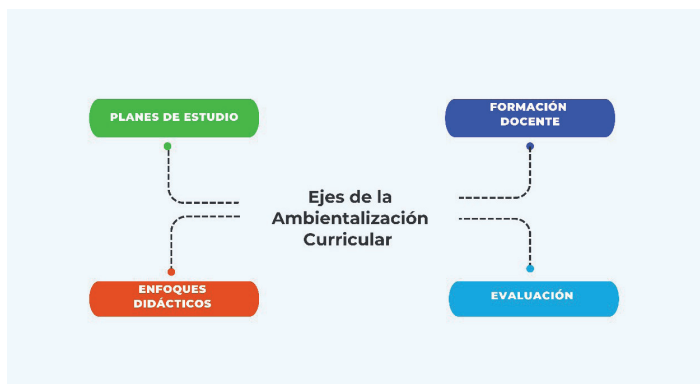 PLANES DE ESTUDIO
FORMACIÓN
DOCENTE
Ejes de la
Ambientalización
Curricular
ENFOQUES
DIDÁCTICOS
EVALUACIÓN